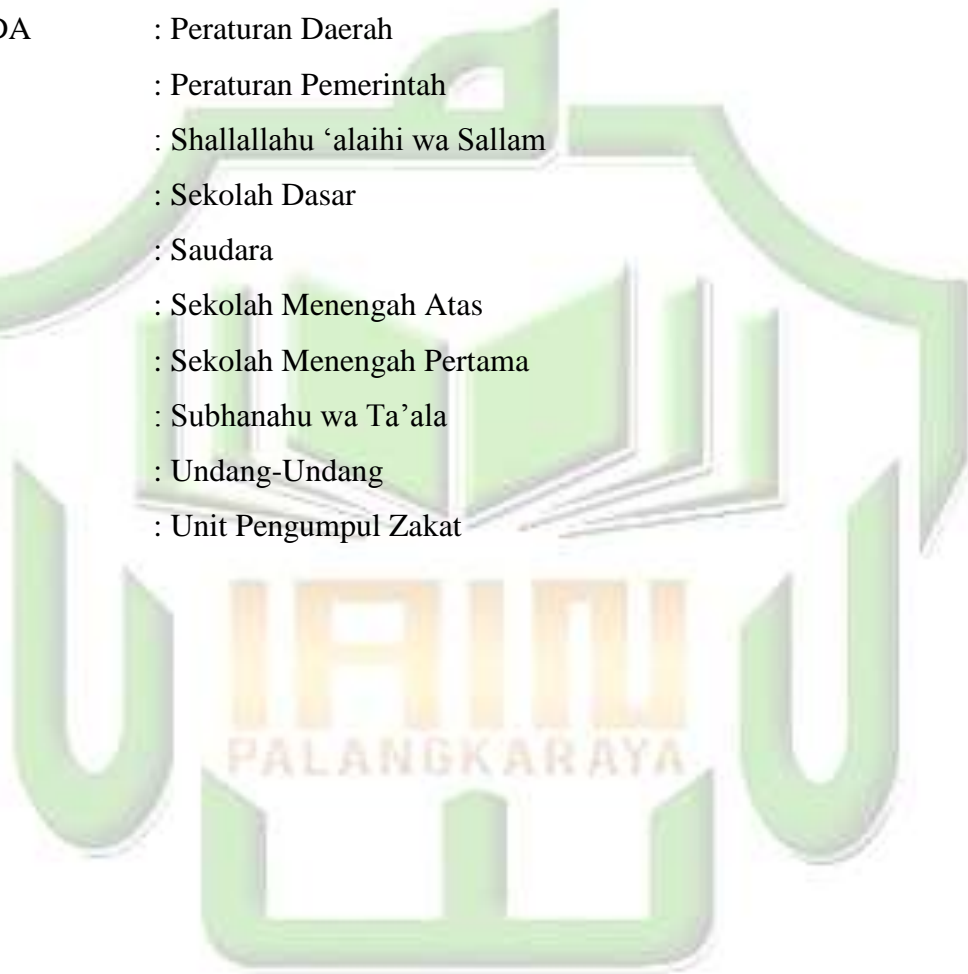 DA : Peraturan Daerah
: Peraturan Pemerintah
: Shallallahu ‘alaihi wa Sallam
: Sekolah Dasar
: Saudara
: Sekolah Menengah Atas
: Sekolah Menengah Pertama
: Subhanahu wa Ta’ala
: Undang-Undang
: Unit Pengumpul Zakat
IAIN
PALANGKARAYA